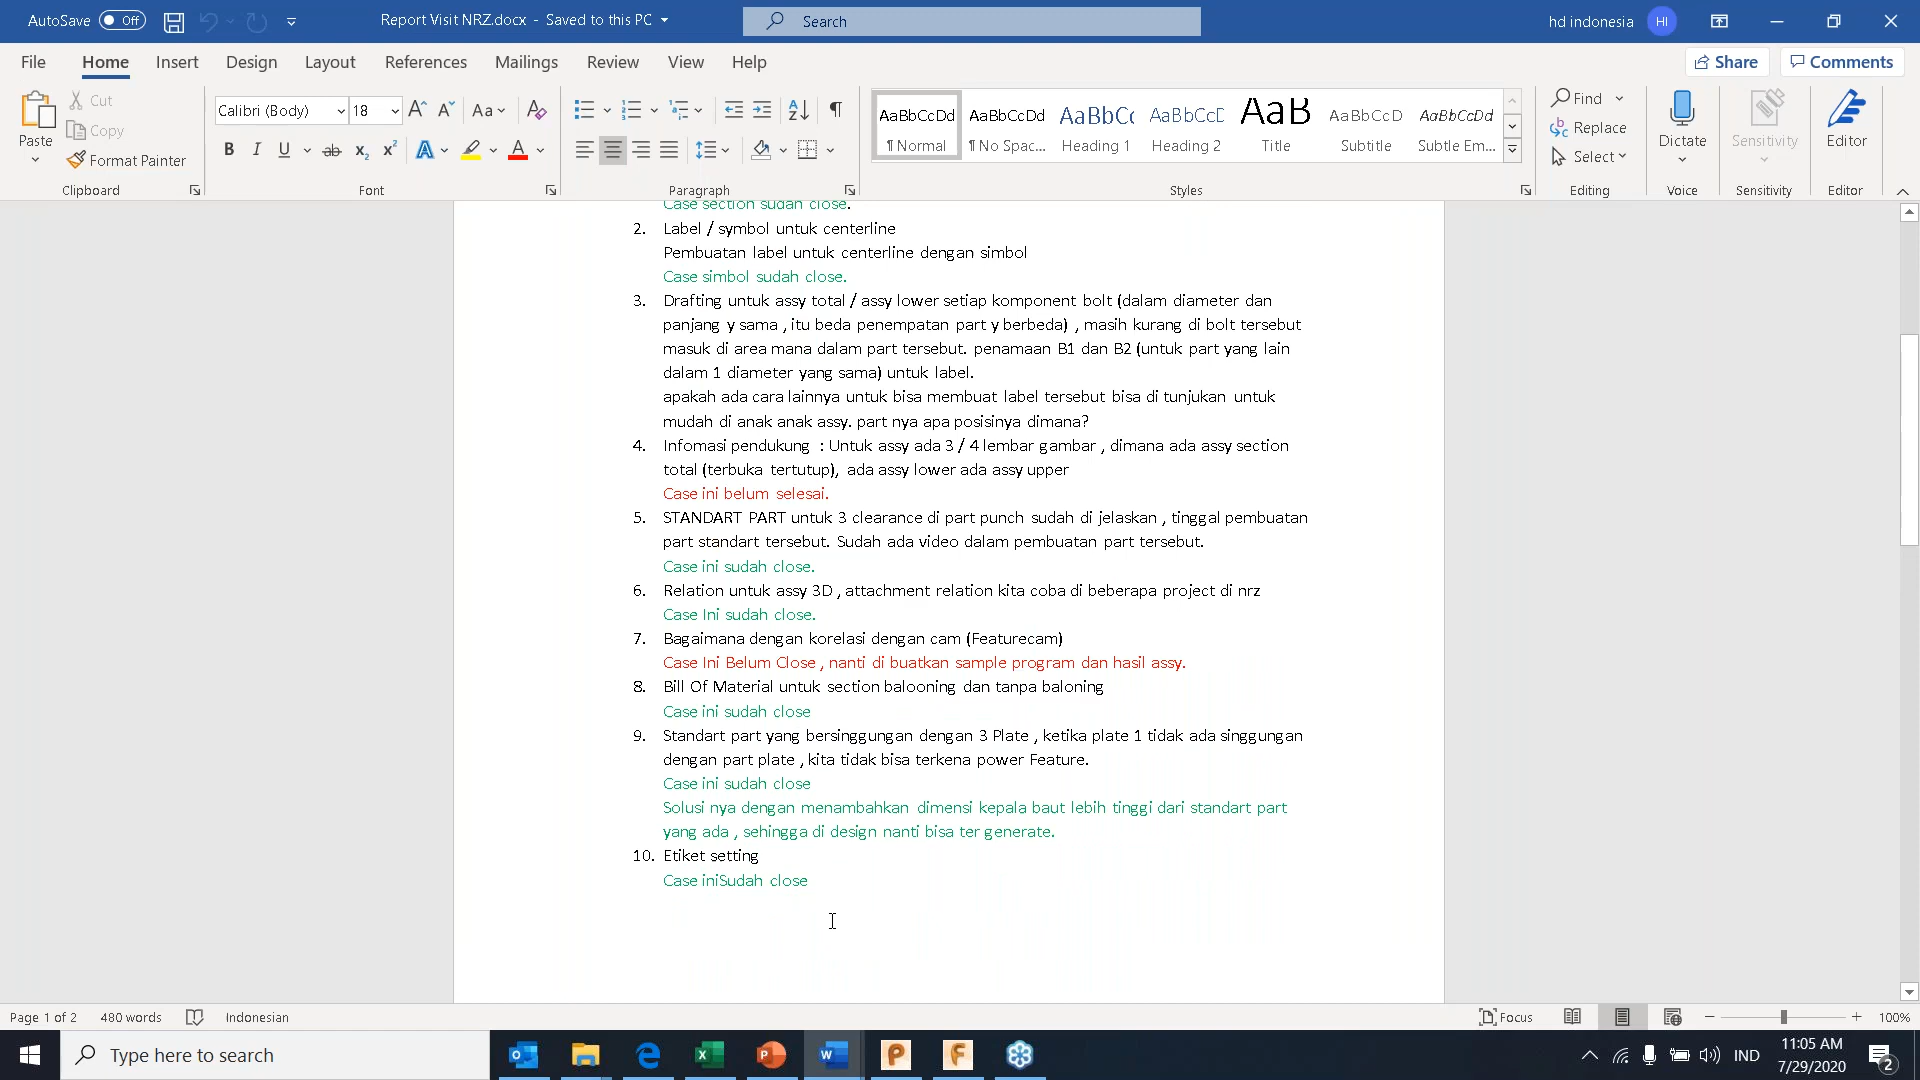 AutoSave Off Report Visit NRZ.docx - Saved to this PC Search hd indonesia HI
File Home Insert Design Layout References Mailings Review View Help Share Comments
Paste Cut Copy Format Painter Clipboard
Calibri (Body) 18 Aa B I U ab x₂ x² A A Font
Paragraph
AaBbCcDd AaBbCcDd AaBbCc AaBbCcD AaB AaBbCcD AaBbCcDd
¶ Normal ¶ No Spac... Heading 1 Heading 2 Title Subtitle Subtle Em...
Styles
Find Replace Select Editing
Dictate Voice
Sensitivity Sensitivity
Editor Editor
Case section sudah close.
2. Label / symbol untuk centerline
Pembuatan label untuk centerline dengan simbol
Case simbol sudah close.
3. Drafting untuk assy total / assy lower setiap komponent bolt (dalam diameter dan
panjang y sama , itu beda penempatan part y berbeda) , masih kurang di bolt tersebut
masuk di area mana dalam part tersebut. penamaan B1 dan B2 (untuk part yang lain
dalam 1 diameter yang sama) untuk label.
apakah ada cara lainnya untuk bisa membuat label tersebut bisa di tunjukan untuk
mudah di anak anak assy. part nya apa posisinya dimana?
4. Infomasi pendukung : Untuk assy ada 3 / 4 lembar gambar , dimana ada assy section
total (terbuka tertutup), ada assy lower ada assy upper
Case ini belum selesai.
5. STANDART PART untuk 3 clearance di part punch sudah di jelaskan , tinggal pembuatan
part standart tersebut. Sudah ada video dalam pembuatan part tersebut.
Case ini sudah close.
6. Relation untuk assy 3D , attachment relation kita coba di beberapa project di nrz
Case Ini sudah close.
7. Bagaimana dengan korelasi dengan cam (Featurecam)
Case Ini Belum Close , nanti di buatkan sample program dan hasil assy.
8. Bill Of Material untuk section balooning dan tanpa baloning
Case ini sudah close
9. Standart part yang bersinggungan dengan 3 Plate , ketika plate 1 tidak ada singgungan
dengan part plate , kita tidak bisa terkena power Feature.
Case ini sudah close
Solusi nya dengan menambahkan dimensi kepala baut lebih tinggi dari standart part
yang ada , sehingga di design nanti bisa ter generate.
10. Etiket setting
Case iniSudah close
Page 1 of 2 480 words Indonesian Focus 100%
Type here to search IND 11:05 AM
7/29/2020 2